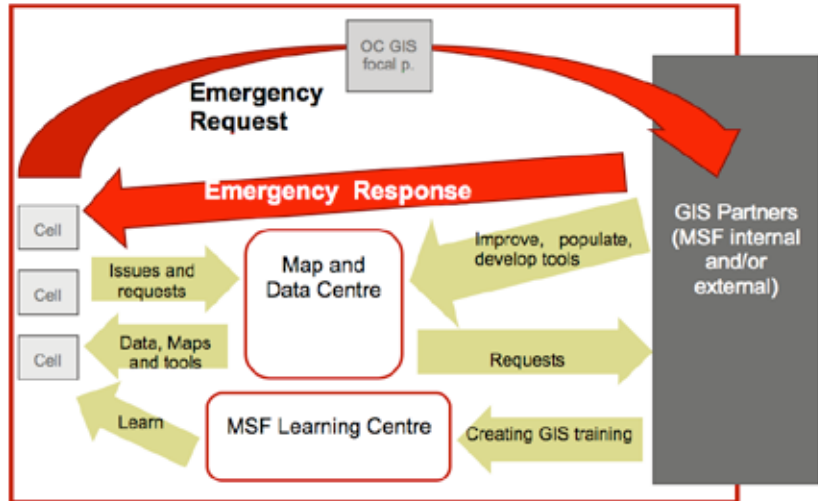 OC GIS
focal p.
Emergency
Request
Emergency Response
Cell
Cell
Cell
Issues and
requests
Map and
Data Centre
Improve, populate,
develop tools
GIS Partners
(MSF internal
and/or
external)
Data, Maps
and tools
Requests
Learn
MSF Learning Centre
Creating GIS training